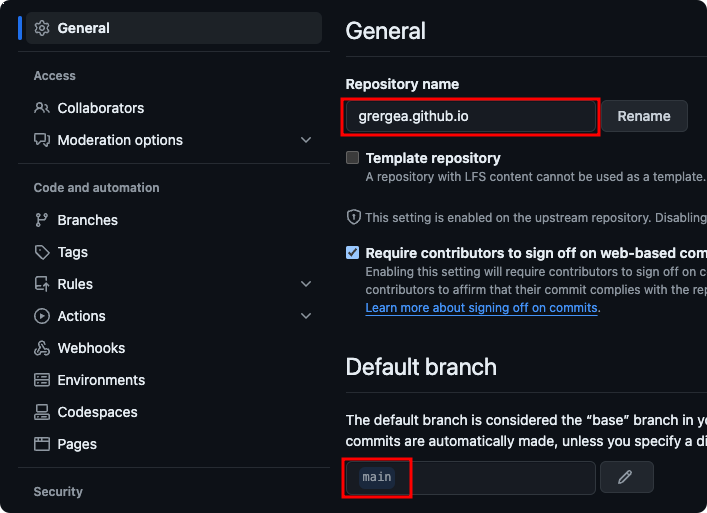 General
Access
Collaborators
Moderation options
Code and automation
Branches
Tags
Rules
Actions
Webhooks
Environments
Codespaces
Pages
Security
General
Repository name
grergea.github.io
Rename
Template repository
A repository with LFS content cannot be used as a template.
This setting is enabled on the upstream repository. Disabling
Require contributors to sign off on web-based com
Enabling this setting will require contributors to sign off on c
contributors to affirm that their commit complies with the rep
Learn more about signing off on commits.
Default branch
The default branch is considered the “base” branch in yo
commits are automatically made, unless you specify a di
main